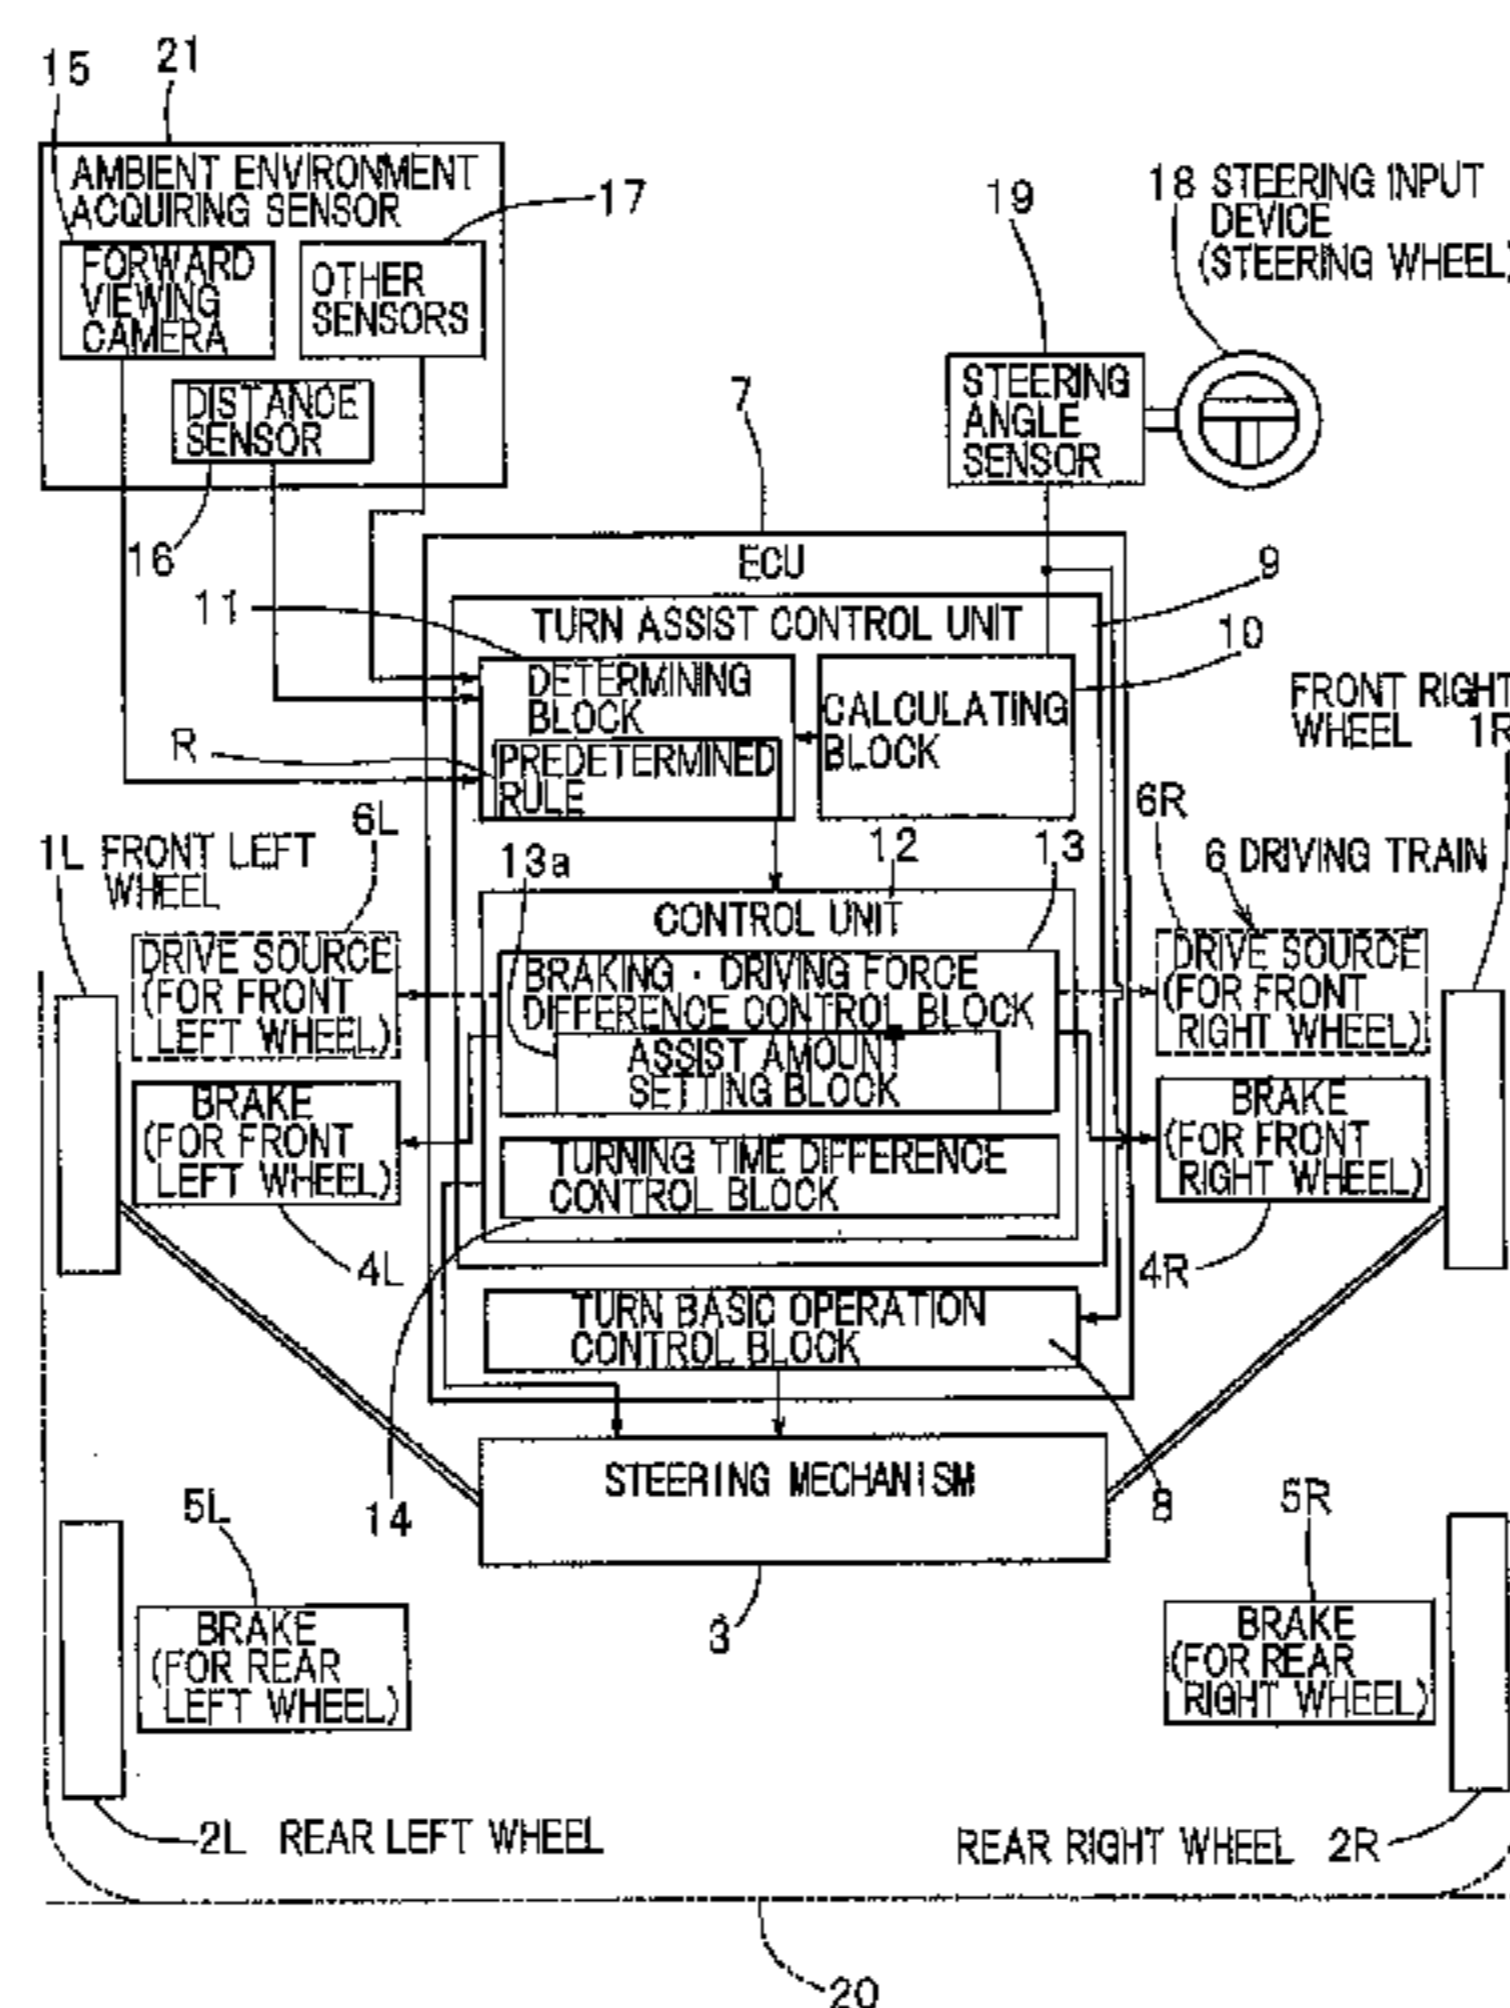 15
21
AMBIENT ENVIRONMENT
ACQUIRING SENSOR
17
FORWARD
VIEWING
CAMERA
OTHER
SENSORS
DISTANCE
SENSOR
16
19
18 STEERING INPUT
DEVICE
(STEERING WHEEL)
STEERING
ANGLE
SENSOR
7
ECU
9
11
TURN ASSIST CONTROL UNIT
10
DETERMINING
BLOCK
R
PREDETERMINED
RULE
CALCULATING
BLOCK
FRONT RIGHT
WHEEL 1R
6L
6R
1L FRONT LEFT
WHEEL
13a
12
13
6 DRIVING TRAIN
CONTROL UNIT
DRIVE SOURCE
(FOR FRONT
LEFT WHEEL)
BRAKING · DRIVING FORCE
DIFFERENCE CONTROL BLOCK
ASSIST AMOUNT
SETTING BLOCK
DRIVE SOURCE
(FOR FRONT
RIGHT WHEEL)
BRAKE
(FOR FRONT
LEFT WHEEL)
TURNING TIME DIFFERENCE
CONTROL BLOCK
BRAKE
(FOR FRONT
RIGHT WHEEL)
4L
4R
TURN BASIC OPERATION
CONTROL BLOCK
STEERING MECHANISM
5L
14
8
5R
3
BRAKE
(FOR REAR
LEFT WHEEL)
BRAKE
(FOR REAR
RIGHT WHEEL)
2L REAR LEFT WHEEL
REAR RIGHT WHEEL 2R
20